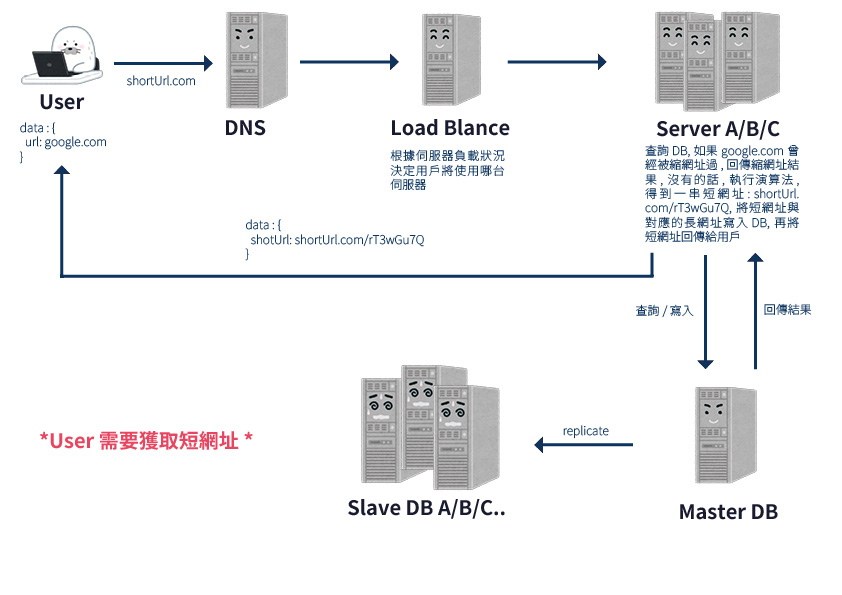 shortUrl.com
User
DNS
Load Blance
Server A/B/C
data : {
url: google.com
}
根據伺服器負載狀況
決定用戶將使用哪台
伺服器
查詢 DB, 如果 google.com 曾
經被縮網址過 , 回傳縮網址結
果 , 沒有的話 , 執行演算法 ,
得到一串短網址 : shortUrl.
com/rT3wGu7Q, 將短網址與
對應的長網址寫入 DB, 再將
短網址回傳給用戶
data : {
shotUrl: shortUrl.com/rT3wGu7Q
}
查詢 / 寫入
回傳結果
*User 需要獲取短網址 *
replicate
Slave DB A/B/C..
Master DB